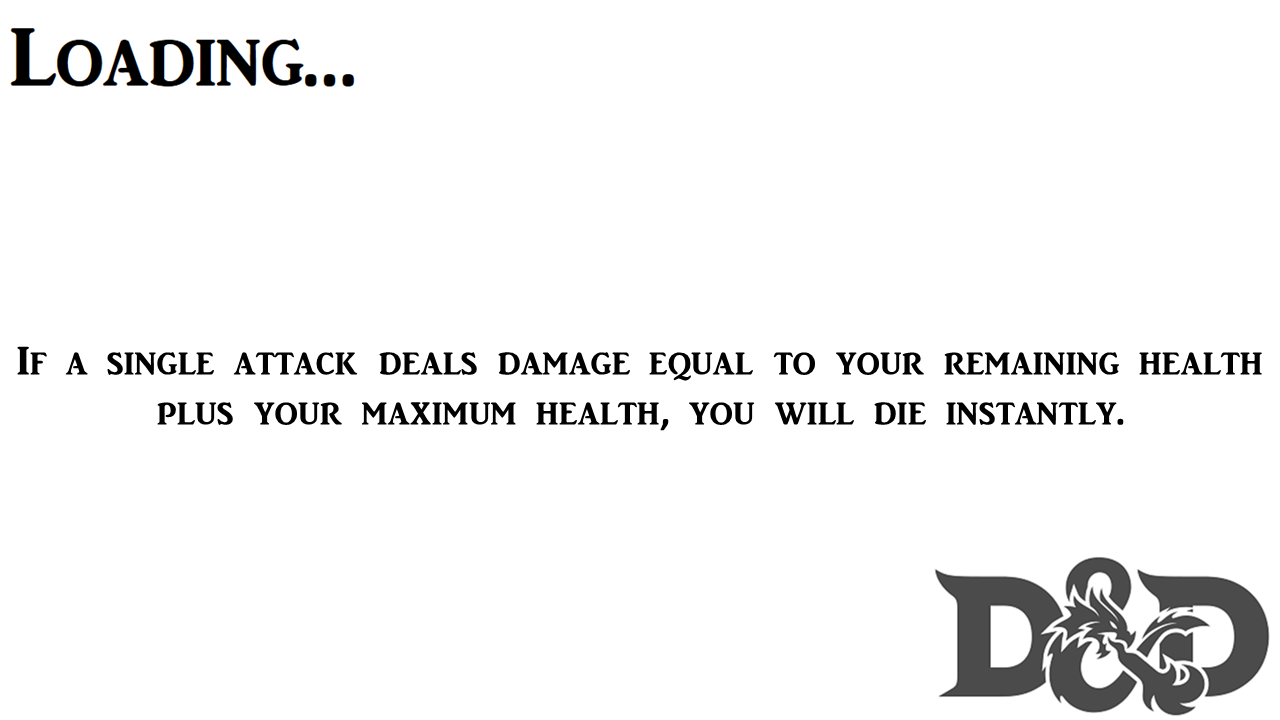 Loading...
If a single attack deals damage equal to your remaining health
plus your maximum health, you will die instantly.
D&D